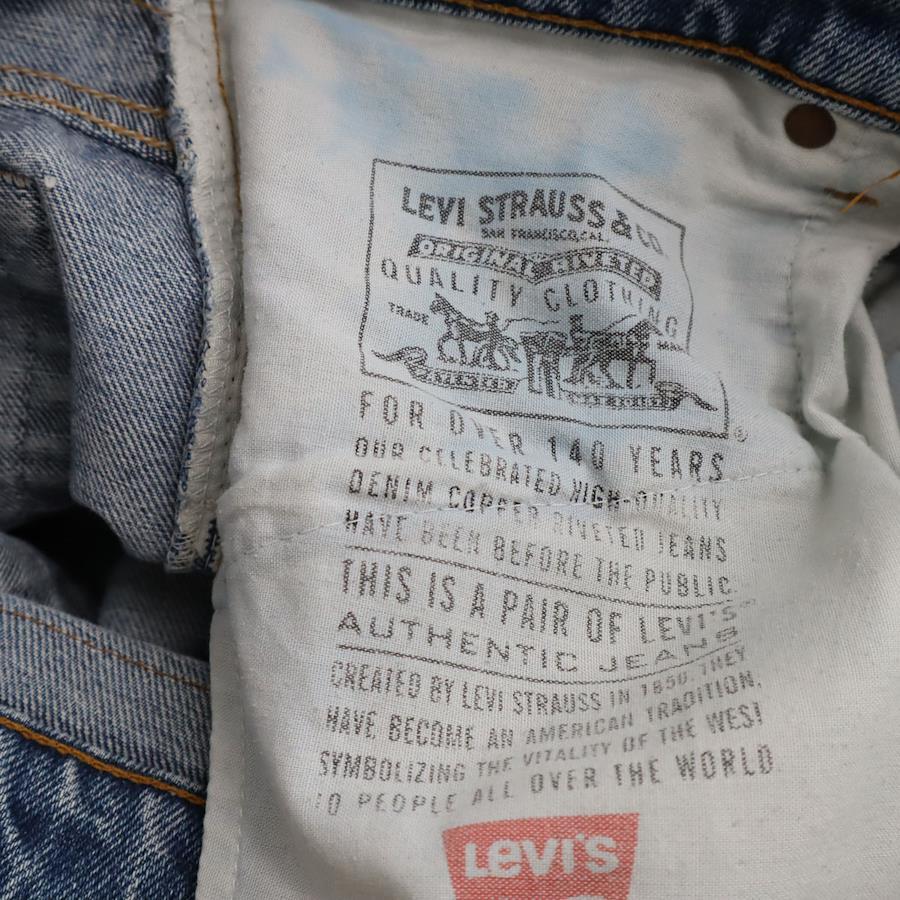 LEVI STRAUSS & CO
SAN FRANCISCO, CAL.
ORIGINAL RIVETED
QUALITY CLOTHING
TRADE MARK
®
FOR OVER 140 YEARS
OUR CELEBRATED HIGH-QUALITY
DENIM COPPER RIVETED JEANS
HAVE BEEN BEFORE THE PUBLIC.
THIS IS A PAIR OF LEVI'S™
AUTHENTIC JEANS
CREATED BY LEVI STRAUSS IN 1850. THEY
HAVE BECOME AN AMERICAN TRADITION,
SYMBOLIZING THE VITALITY OF THE WEST
TO PEOPLE ALL OVER THE WORLD
LEVI'S